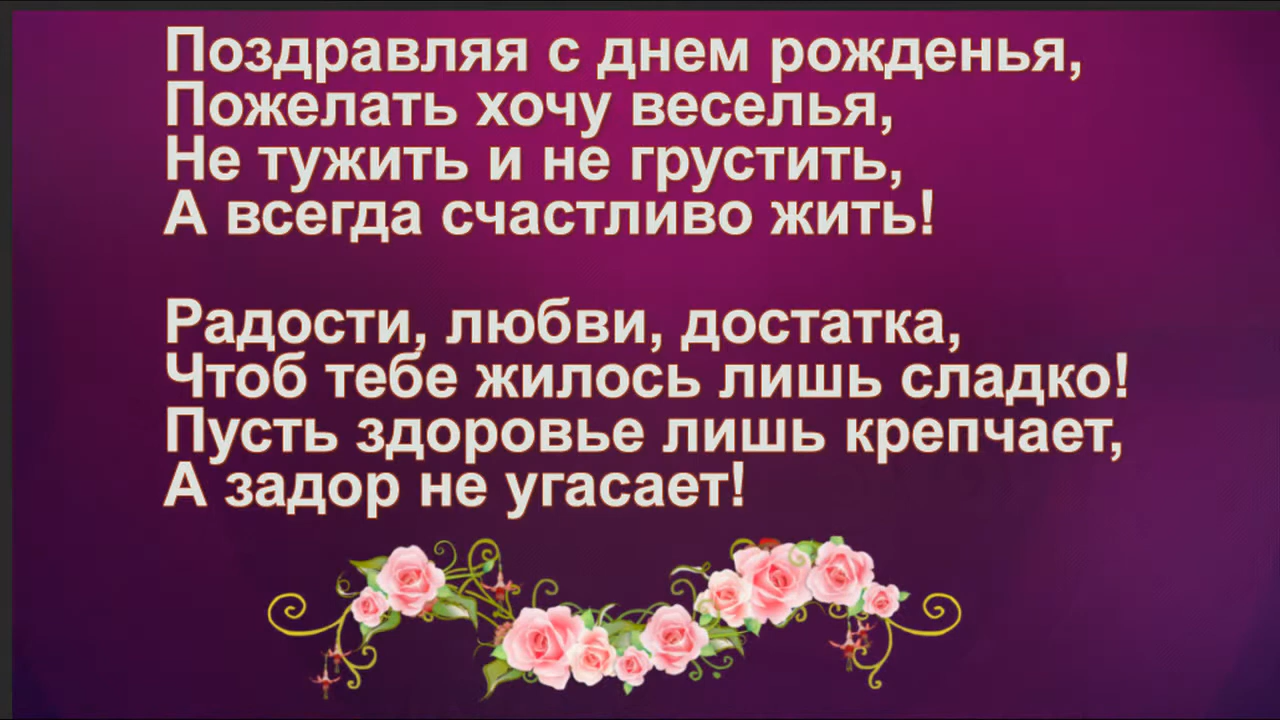 Поздравляя с днем рожденья,
Пожелать хочу веселья,
Не тужить и не грустить,
А всегда счастливо жить!
Радости, любви, достатка,
Чтоб тебе жилось лишь сладко!
Пусть здоровье лишь крепчает,
А задор не угасает!